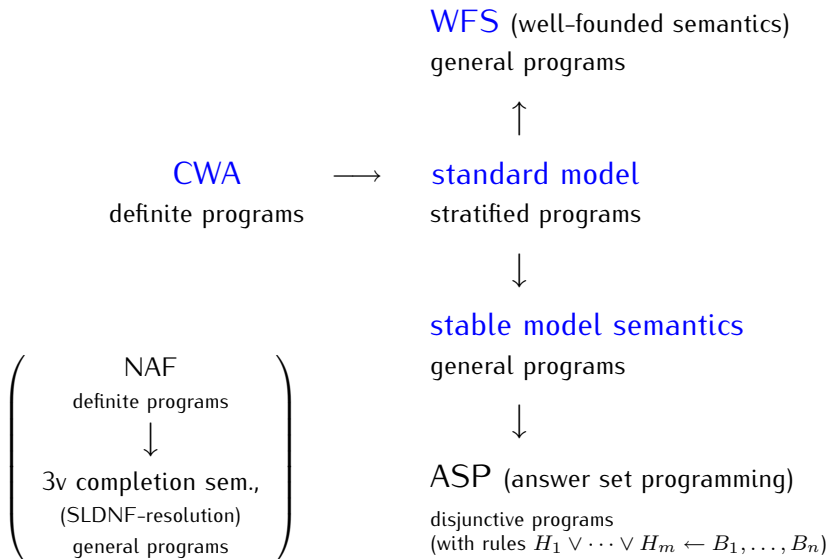 WFS (well-founded semantics)
general programs
↑
CWA ⟶ standard model
definite programs stratified programs
↓
stable model semantics
general programs
↓
ASP (answer set programming)
disjunctive programs
(with rules H₁ ∨ ⋯ ∨ Hₘ ← B₁, … , Bₙ)
NAF
definite programs
↓
3v completion sem.,
(SLDNF-resolution)
general programs